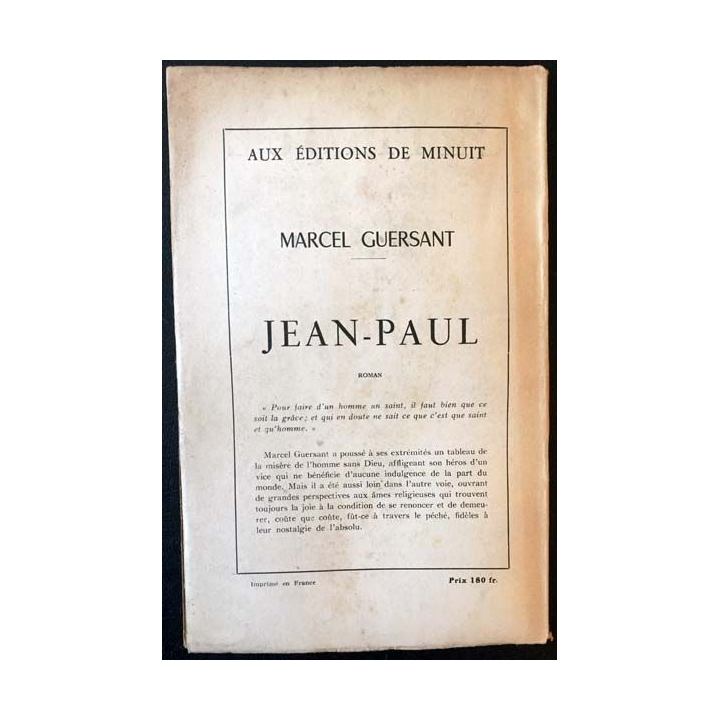 AUX ÉDITIONS DE MINUIT
MARCEL GUERSANT
JEAN-PAUL
ROMAN
« Pour faire d'un homme un saint, il faut bien que ce
soit la grâce; et qui en doute ne sait ce que c'est que saint
et qu'homme. »
Marcel Guersant a poussé à ses extrémités un tableau de
la misère de l'homme sans Dieu, affligeant son héros d'un
vice qui ne bénéficie d'aucune indulgence de la part du
monde. Mais il a été aussi loin dans l'autre voie, ouvrant
de grandes perspectives aux âmes religieuses qui trouvent
toujours la joie à la condition de se renoncer et de demeu-
rer, coûte que coûte, fût-ce à travers le péché, fidèles à
leur nostalgie de l'absolu.
Imprimé en France
Prix 180 fr.